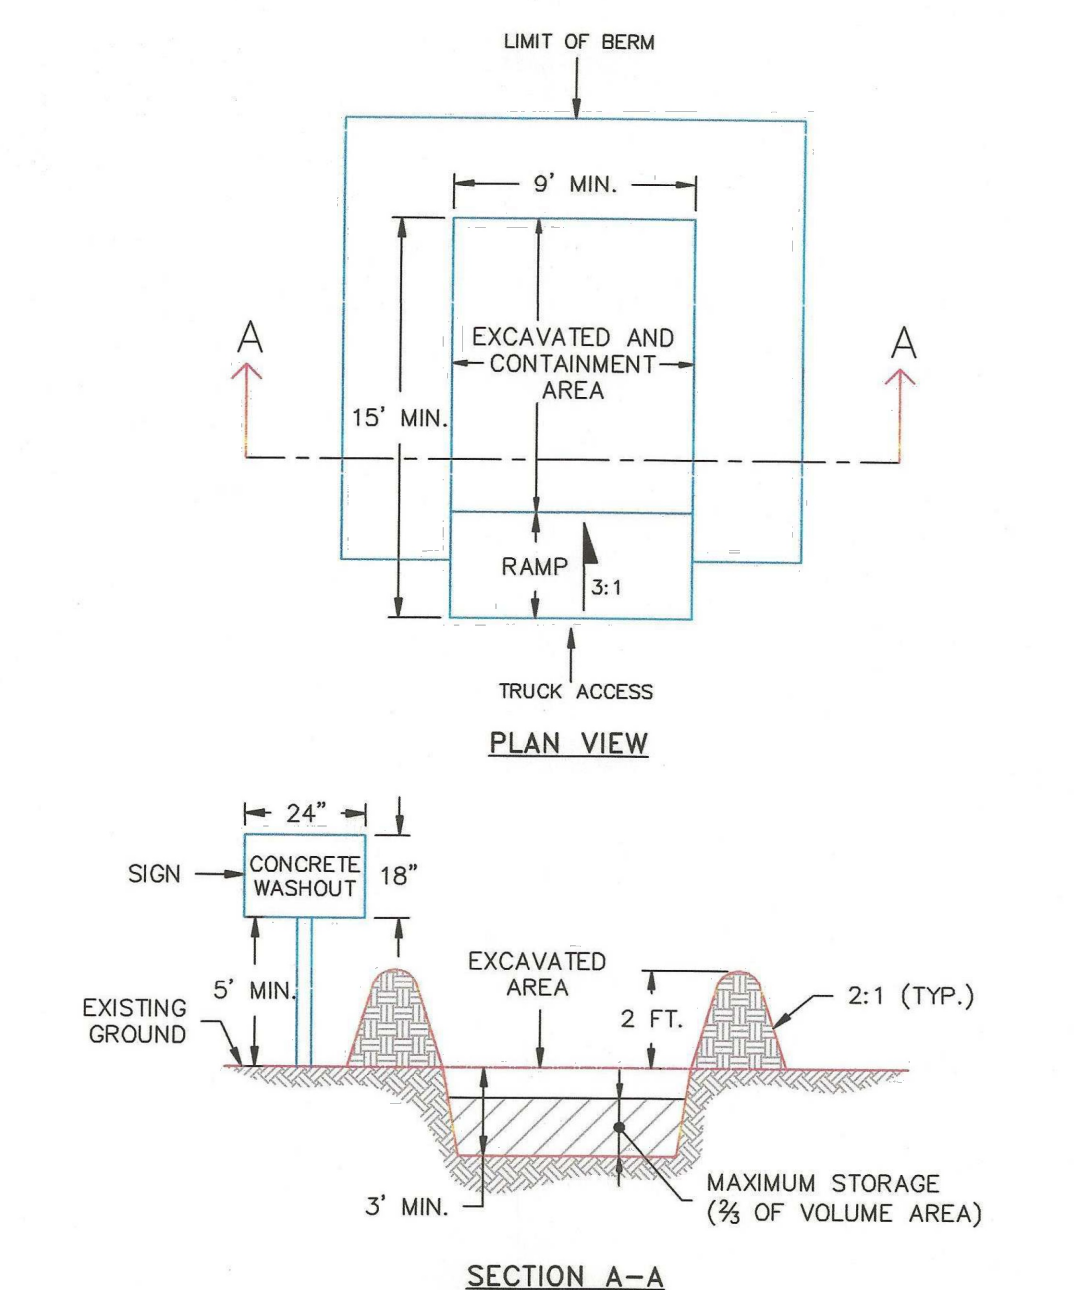 LIMIT OF BERM
9' MIN.
A
A
EXCAVATED AND
CONTAINMENT
AREA
15' MIN.
RAMP
3:1
TRUCK ACCESS
PLAN VIEW
24"
SIGN
CONCRETE
WASHOUT
18"
EXCAVATED
AREA
5' MIN.
EXISTING
GROUND
2 FT.
2:1 (TYP.)
3' MIN.
MAXIMUM STORAGE
(⅔ OF VOLUME AREA)
SECTION A-A